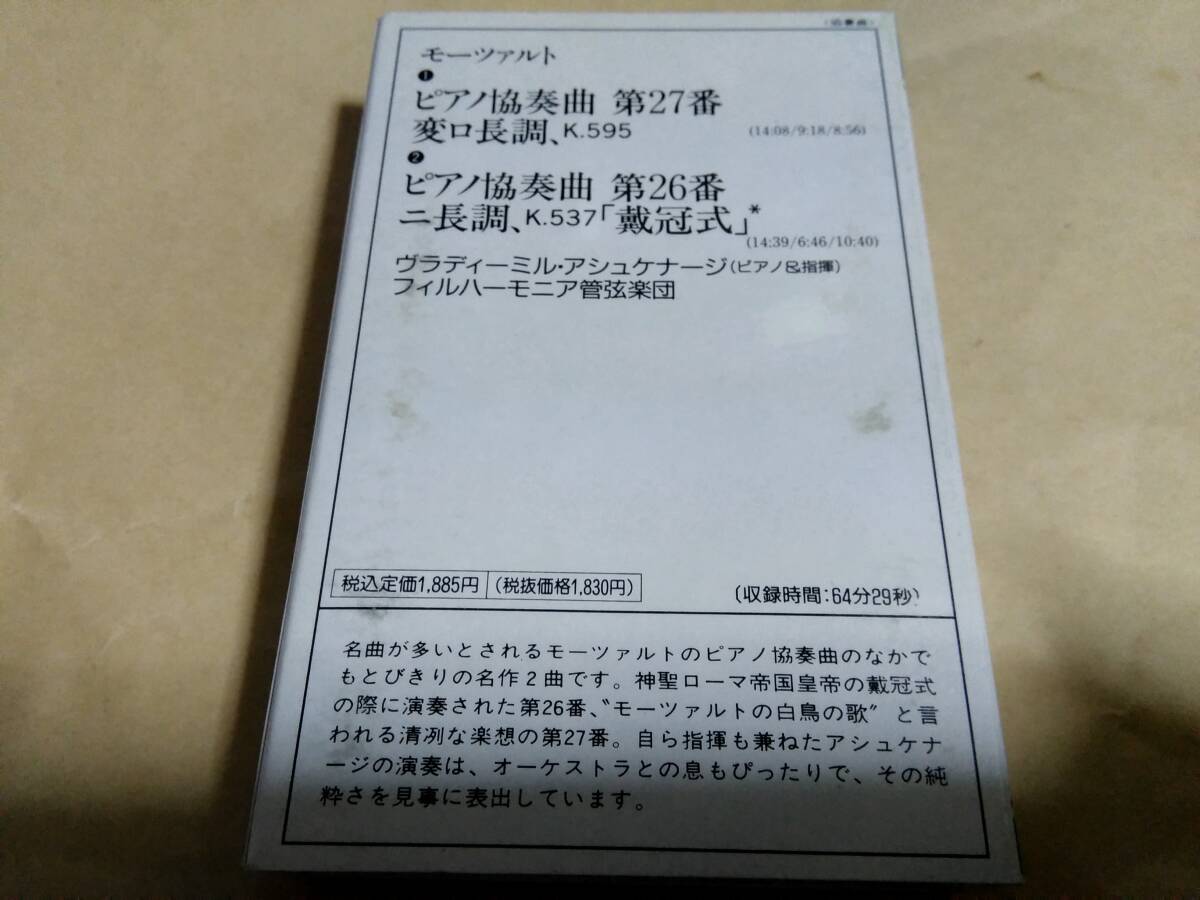 〈協奏曲〉
モーツァルト
❶
ピアノ協奏曲 第27番
変ロ長調、K.595 (14:08/9:18/8:56)
❷
ピアノ協奏曲 第26番
ニ長調、K.537「戴冠式」*
(14:39/6:46/10:40)
ヴラディーミル・アシュケナージ(ピアノ&指揮)
フィルハーモニア管弦楽団
税込定価1,885円 (税抜価格1,830円) (収録時間:64分29秒)
名曲が多いとされるモーツァルトのピアノ協奏曲のなかで
もとびきりの名作2曲です。神聖ローマ帝国皇帝の戴冠式
の際に演奏された第26番、〝モーツァルトの白鳥の歌〞と言
われる清冽な楽想の第27番。自ら指揮も兼ねたアシュケナ
ージの演奏は、オーケストラとの息もぴったりで、その純
粋さを見事に表出しています。